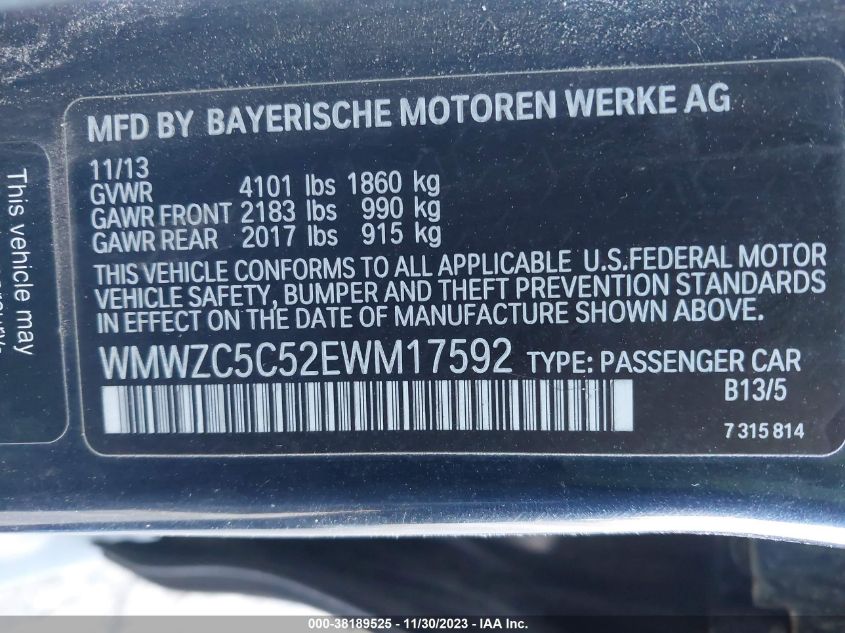 MFD BY BAYERISCHE MOTOREN WERKE AG
11/13
GVWR 4101 lbs 1860 kg
GAWR FRONT 2183 lbs 990 kg
GAWR REAR 2017 lbs 915 kg
THIS VEHICLE CONFORMS TO ALL APPLICABLE U.S.FEDERAL MOTOR
VEHICLE SAFETY, BUMPER AND THEFT PREVENTION STANDARDS
IN EFFECT ON THE DATE OF MANUFACTURE SHOWN ABOVE.
WMWZC5C52EWM17592 TYPE: PASSENGER CAR
B13/5
7 315 814
This vehicle may
000-38189525 - 11/30/2023 - IAA Inc.